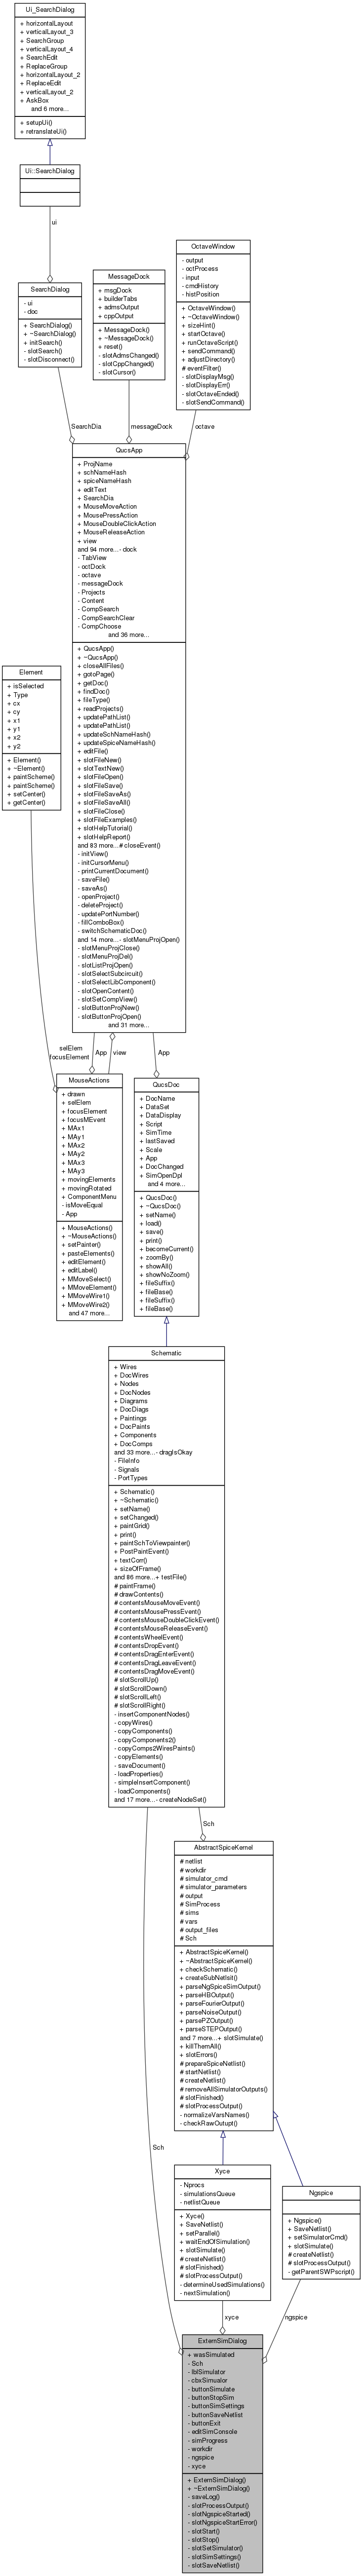 Ui_SearchDialog
+ horizontalLayout
+ verticalLayout_3
+ SearchGroup
+ verticalLayout_4
+ SearchEdit
+ ReplaceGroup
+ horizontalLayout_2
+ ReplaceEdit
+ verticalLayout_2
+ AskBox
and 6 more...
+ setupUi()
+ retranslateUi()
Ui::SearchDialog
ui
SearchDialog
- ui
- doc
+ SearchDialog()
+ ~SearchDialog()
+ initSearch()
- slotSearch()
- slotDisconnect()
MessageDock
+ msgDock
+ builderTabs
+ admsOutput
+ cppOutput
+ MessageDock()
+ ~MessageDock()
+ reset()
- slotAdmsChanged()
- slotCppChanged()
- slotCursor()
OctaveWindow
- output
- octProcess
- input
- cmdHistory
- histPosition
+ OctaveWindow()
+ ~OctaveWindow()
+ sizeHint()
+ startOctave()
+ runOctaveScript()
+ sendCommand()
+ adjustDirectory()
# eventFilter()
- slotDisplayMsg()
- slotDisplayErr()
- slotOctaveEnded()
- slotSendCommand()
SearchDia
messageDock
octave
QucsApp
+ ProjName
+ schNameHash
+ spiceNameHash
+ editText
+ SearchDia
+ MouseMoveAction
+ MousePressAction
+ MouseDoubleClickAction
+ MouseReleaseAction
+ view
and 94 more...- dock
- TabView
- octDock
- octave
- messageDock
- Projects
- Content
- CompSearch
- CompSearchClear
- CompChoose
and 36 more...
+ QucsApp()
+ ~QucsApp()
+ closeAllFiles()
+ gotoPage()
+ getDoc()
+ findDoc()
+ fileType()
+ readProjects()
+ updatePathList()
+ updatePathList()
+ updateSchNameHash()
+ updateSpiceNameHash()
+ editFile()
+ slotFileNew()
+ slotTextNew()
+ slotFileOpen()
+ slotFileSave()
+ slotFileSaveAs()
+ slotFileSaveAll()
+ slotFileClose()
+ slotFileExamples()
+ slotHelpTutorial()
+ slotHelpReport()
and 83 more...# closeEvent()
- initView()
- initCursorMenu()
- printCurrentDocument()
- saveFile()
- saveAs()
- openProject()
- deleteProject()
- updatePortNumber()
- fillComboBox()
- switchSchematicDoc()
and 14 more...- slotMenuProjOpen()
- slotMenuProjClose()
- slotMenuProjDel()
- slotListProjOpen()
- slotSelectSubcircuit()
- slotSelectLibComponent()
- slotOpenContent()
- slotSetCompView()
- slotButtonProjNew()
- slotButtonProjOpen()
and 31 more...
Element
+ isSelected
+ Type
+ cx
+ cy
+ x1
+ y1
+ x2
+ y2
+ Element()
+ ~Element()
+ paintScheme()
+ paintScheme()
+ setCenter()
+ getCenter()
selElem
focusElement
App
view
App
MouseActions
+ drawn
+ selElem
+ focusElement
+ focusMEvent
+ MAx1
+ MAy1
+ MAx2
+ MAy2
+ MAx3
+ MAy3
+ movingElements
+ movingRotated
+ ComponentMenu
- isMoveEqual
- App
+ MouseActions()
+ ~MouseActions()
+ setPainter()
+ pasteElements()
+ editElement()
+ editLabel()
+ MMoveSelect()
+ MMoveElement()
+ MMoveWire1()
+ MMoveWire2()
and 47 more...
QucsDoc
+ DocName
+ DataSet
+ DataDisplay
+ Script
+ SimTime
+ lastSaved
+ Scale
+ App
+ DocChanged
+ SimOpenDpl
and 4 more...
+ QucsDoc()
+ ~QucsDoc()
+ setName()
+ load()
+ save()
+ print()
+ becomeCurrent()
+ zoomBy()
+ showAll()
+ showNoZoom()
+ fileSuffix()
+ fileBase()
+ fileSuffix()
+ fileBase()
Schematic
+ Wires
+ DocWires
+ Nodes
+ DocNodes
+ Diagrams
+ DocDiags
+ Paintings
+ DocPaints
+ Components
+ DocComps
and 33 more...- dragIsOkay
- FileInfo
- Signals
- PortTypes
+ Schematic()
+ ~Schematic()
+ setName()
+ setChanged()
+ paintGrid()
+ print()
+ paintSchToViewpainter()
+ PostPaintEvent()
+ textCorr()
+ sizeOfFrame()
and 86 more...+ testFile()
# paintFrame()
# drawContents()
# contentsMouseMoveEvent()
# contentsMousePressEvent()
# contentsMouseDoubleClickEvent()
# contentsMouseReleaseEvent()
# contentsWheelEvent()
# contentsDropEvent()
# contentsDragEnterEvent()
# contentsDragLeaveEvent()
# contentsDragMoveEvent()
# slotScrollUp()
# slotScrollDown()
# slotScrollLeft()
# slotScrollRight()
- insertComponentNodes()
- copyWires()
- copyComponents()
- copyComponents2()
- copyComps2WiresPaints()
- copyElements()
- saveDocument()
- loadProperties()
- simpleInsertComponent()
- loadComponents()
and 17 more...- createNodeSet()
Sch
AbstractSpiceKernel
# netlist
# workdir
# simulator_cmd
# simulator_parameters
# output
# SimProcess
# sims
# vars
# output_files
# Sch
+ AbstractSpiceKernel()
+ ~AbstractSpiceKernel()
+ checkSchematic()
+ createSubNetlsit()
+ parseNgSpiceSimOutput()
+ parseHBOutput()
+ parseFourierOutput()
+ parseNoiseOutput()
+ parsePZOutput()
+ parseSTEPOutput()
and 7 more...+ slotSimulate()
+ killThemAll()
+ slotErrors()
# prepareSpiceNetlist()
# startNetlist()
# createNetlist()
# removeAllSimulatorOutputs()
# slotFinished()
# slotProcessOutput()
- normalizeVarsNames()
- checkRawOutupt()
Sch
Xyce
- Nprocs
- simulationsQueue
- netlistQueue
+ Xyce()
+ SaveNetlist()
+ setParallel()
+ waitEndOfSimulation()
+ slotSimulate()
# createNetlist()
# slotFinished()
# slotProcessOutput()
- determineUsedSimulations()
- nextSimulation()
Ngspice
+ Ngspice()
+ SaveNetlist()
+ setSimulatorCmd()
+ slotSimulate()
# createNetlist()
# slotProcessOutput()
- getParentSWPscript()
xyce
ngspice
ExternSimDialog
+ wasSimulated
- Sch
- lblSimulator
- cbxSimualor
- buttonSimulate
- buttonStopSim
- buttonSimSettings
- buttonSaveNetlist
- buttonExit
- editSimConsole
- simProgress
- workdir
- ngspice
- xyce
+ ExternSimDialog()
+ ~ExternSimDialog()
- saveLog()
- slotProcessOutput()
- slotNgspiceStarted()
- slotNgspiceStartError()
- slotStart()
- slotStop()
- slotSetSimulator()
- slotSimSettings()
- slotSaveNetlist()